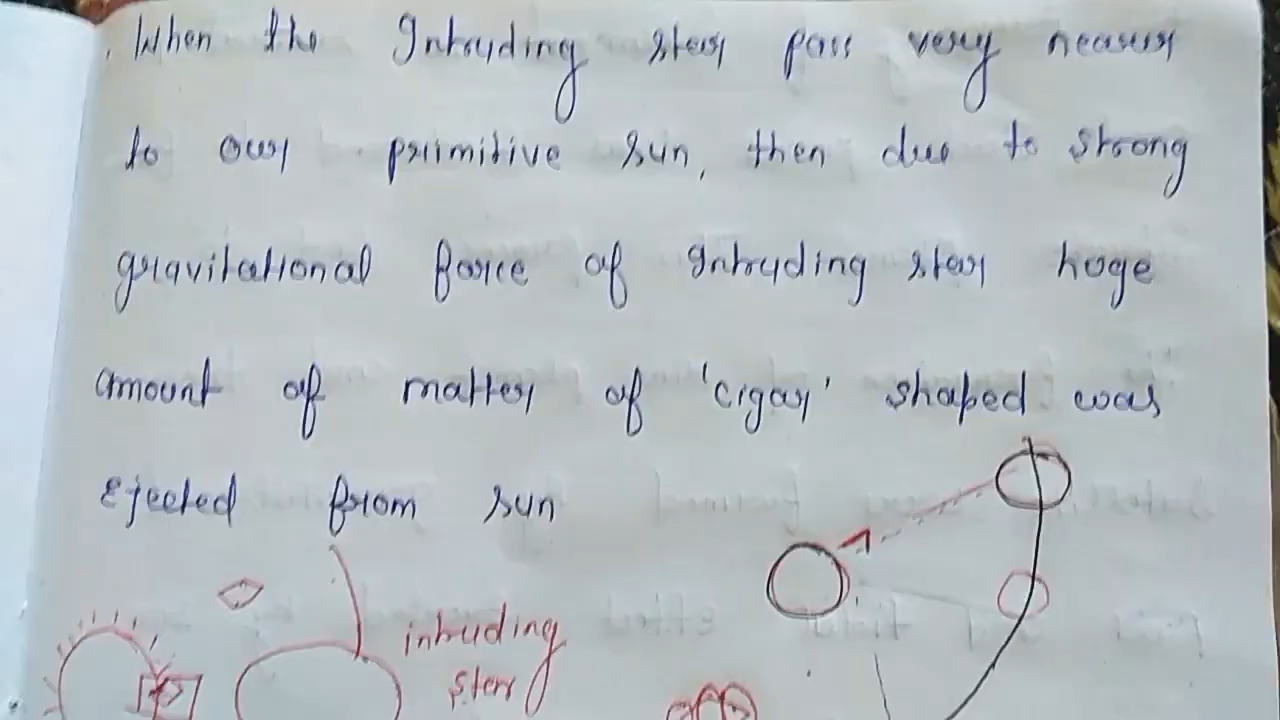 When the Intruding star pass very nearer
to our primitive sun, then due to strong
gravitational force of Intruding star huge
amount of matter of 'cigar' shaped was
Ejected from sun
intruding
star